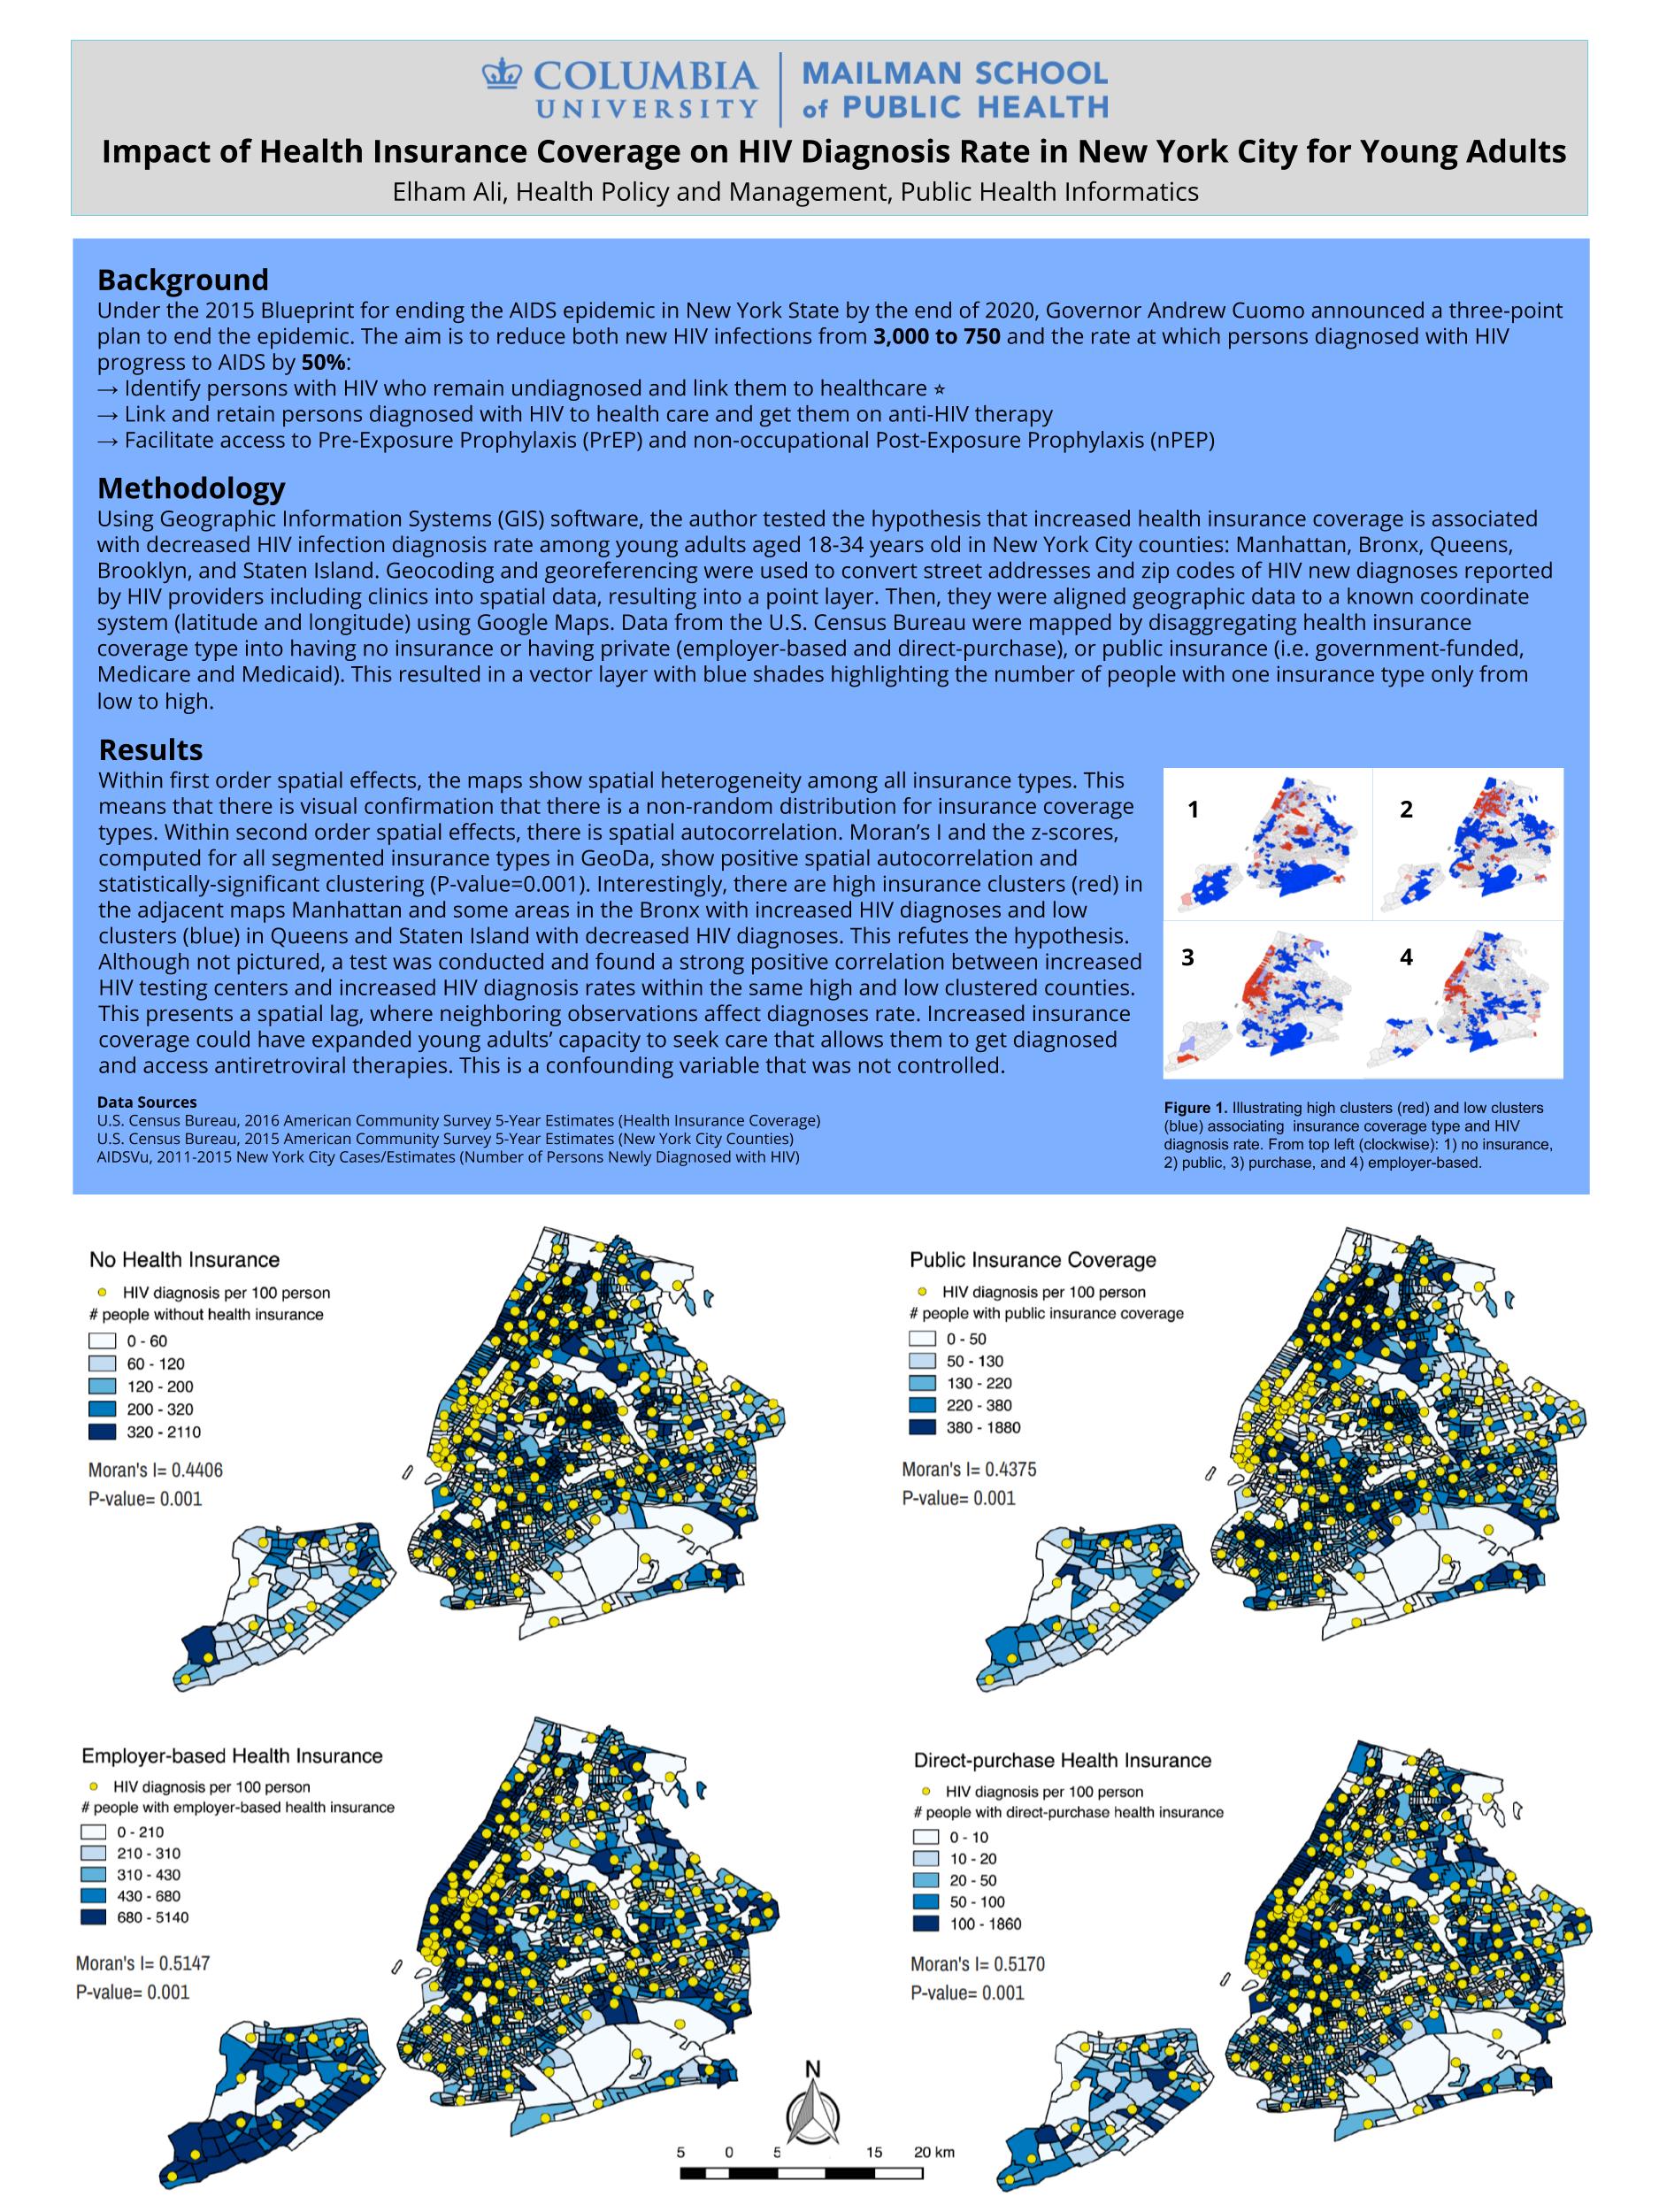 COLUMBIA UNIVERSITY
MAILMAN SCHOOL of PUBLIC HEALTH
Impact of Health Insurance Coverage on HIV Diagnosis Rate in New York City for Young Adults
Elham Ali, Health Policy and Management, Public Health Informatics
Background
Under the 2015 Blueprint for ending the AIDS epidemic in New York State by the end of 2020, Governor Andrew Cuomo announced a three-point
plan to end the epidemic. The aim is to reduce both new HIV infections from 3,000 to 750 and the rate at which persons diagnosed with HIV
progress to AIDS by 50%:
→ Identify persons with HIV who remain undiagnosed and link them to healthcare ⭐
→ Link and retain persons diagnosed with HIV to health care and get them on anti-HIV therapy
→ Facilitate access to Pre-Exposure Prophylaxis (PrEP) and non-occupational Post-Exposure Prophylaxis (nPEP)
Methodology
Using Geographic Information Systems (GIS) software, the author tested the hypothesis that increased health insurance coverage is associated
with decreased HIV infection diagnosis rate among young adults aged 18-34 years old in New York City counties: Manhattan, Bronx, Queens,
Brooklyn, and Staten Island. Geocoding and georeferencing were used to convert street addresses and zip codes of HIV new diagnoses reported
by HIV providers including clinics into spatial data, resulting into a point layer. Then, they were aligned geographic data to a known coordinate
system (latitude and longitude) using Google Maps. Data from the U.S. Census Bureau were mapped by disaggregating health insurance
coverage type into having no insurance or having private (employer-based and direct-purchase), or public insurance (i.e. government-funded,
Medicare and Medicaid). This resulted in a vector layer with blue shades highlighting the number of people with one insurance type only from
low to high.
Results
Within first order spatial effects, the maps show spatial heterogeneity among all insurance types. This
means that there is visual confirmation that there is a non-random distribution for insurance coverage
types. Within second order spatial effects, there is spatial autocorrelation. Moran's I and the z-scores,
computed for all segmented insurance types in GeoDa, show positive spatial autocorrelation and
statistically-significant clustering (P-value=0.001). Interestingly, there are high insurance clusters (red) in
the adjacent maps Manhattan and some areas in the Bronx with increased HIV diagnoses and low
clusters (blue) in Queens and Staten Island with decreased HIV diagnoses. This refutes the hypothesis.
Although not pictured, a test was conducted and found a strong positive correlation between increased
HIV testing centers and increased HIV diagnosis rates within the same high and low clustered counties.
This presents a spatial lag, where neighboring observations affect diagnoses rate. Increased insurance
coverage could have expanded young adults' capacity to seek care that allows them to get diagnosed
and access antiretroviral therapies. This is a confounding variable that was not controlled.
Data Sources
U.S. Census Bureau, 2016 American Community Survey 5-Year Estimates (Health Insurance Coverage)
U.S. Census Bureau, 2015 American Community Survey 5-Year Estimates (New York City Counties)
AIDSVu, 2011-2015 New York City Cases/Estimates (Number of Persons Newly Diagnosed with HIV)
1
2
3
4
Figure 1. Illustrating high clusters (red) and low clusters
(blue) associating insurance coverage type and HIV
diagnosis rate. From top left (clockwise): 1) no insurance,
2) public, 3) purchase, and 4) employer-based.
No Health Insurance
HIV diagnosis per 100 person
# people without health insurance
0 - 60
60 - 120
120 - 200
200 - 320
320 - 2110
Moran's I= 0.4406
P-value= 0.001
Public Insurance Coverage
HIV diagnosis per 100 person
# people with public insurance coverage
0 - 50
50 - 130
130 - 220
220 - 380
380 - 1880
Moran's I= 0.4375
P-value= 0.001
Employer-based Health Insurance
HIV diagnosis per 100 person
# people with employer-based health insurance
0 - 210
210 - 310
310 - 430
430 - 680
680 - 5140
Moran's I= 0.5147
P-value= 0.001
Direct-purchase Health Insurance
HIV diagnosis per 100 person
# people with direct-purchase health insurance
0 - 10
10 - 20
20 - 50
50 - 100
100 - 1860
Moran's I= 0.5170
P-value= 0.001
N
5 0 5 15 20 km